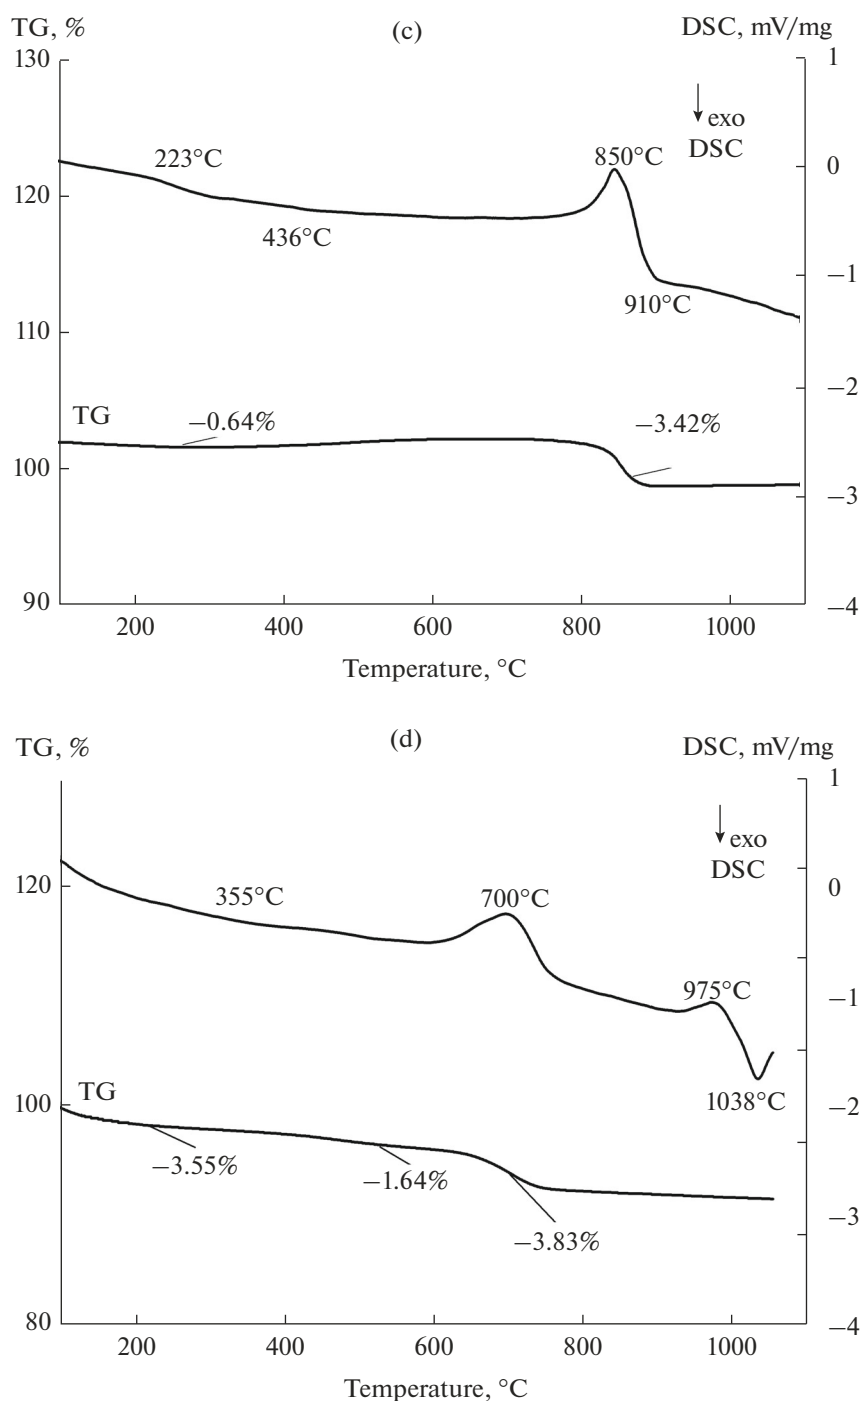 TG, % (c) DSC, mV/mg
130 1
↓ exo
DSC
223°C 850°C
0
120
436°C
−1
910°C
110
−2
TG −0.64% −3.42%
100
−3
90 −4
200 400 600 800 1000
Temperature, °C
TG, % (d) DSC, mV/mg
1
↓ exo
DSC
120 355°C 700°C 0
975°C −1
TG
100 1038°C −2
−3.55% −1.64%
−3.83% −3
80 −4
200 400 600 800 1000
Temperature, °C